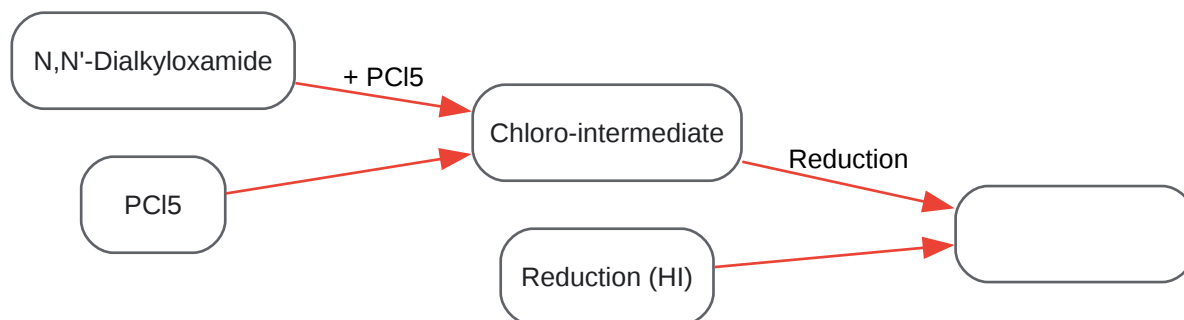 N,N'-Dialkyloxamide
+ PCl5
Chloro-intermediate
PCl5
Reduction
Reduction (HI)